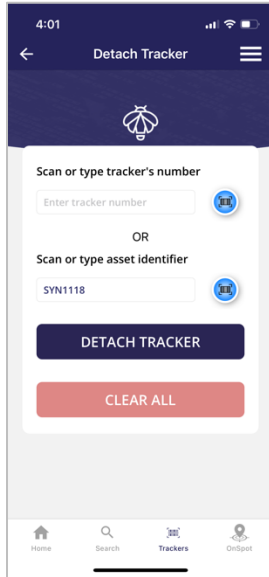 4:01
Detach Tracker
Scan or type tracker's number
Enter tracker number
OR
Scan or type asset identifier
SYN1118
DETACH TRACKER
CLEAR ALL
Home Search Trackers OnSpot